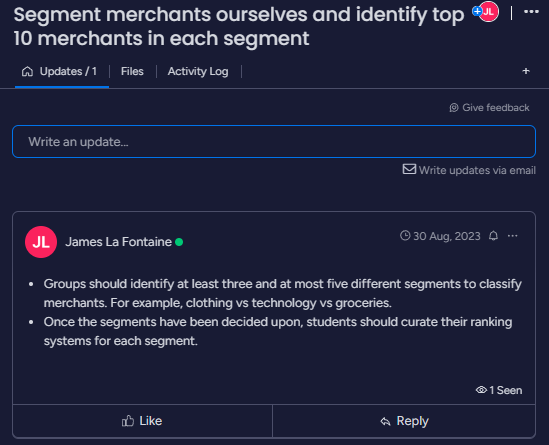 Segment merchants ourselves and identify top
10 merchants in each segment
JL
Updates / 1
Files
Activity Log
+
Give feedback
Write an update...
Write updates via email
JL
James La Fontaine
30 Aug, 2023
Groups should identify at least three and at most five different segments to classify
merchants. For example, clothing vs technology vs groceries.
Once the segments have been decided upon, students should curate their ranking
systems for each segment.
1 Seen
Like
Reply